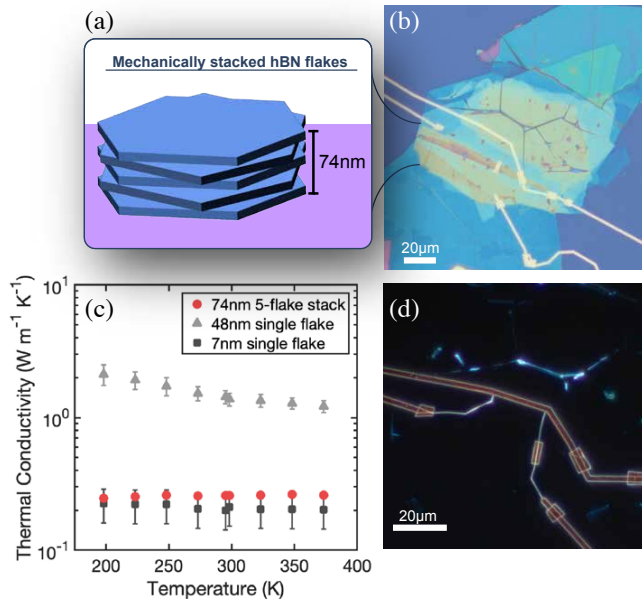 (a)
Mechanically stacked hBN flakes
74nm
(b)
20µm
(c)
74nm 5-flake stack
48nm single flake
7nm single flake
Thermal Conductivity (W m⁻¹ K⁻¹)
10¹
10⁰
10⁻¹
200 250 300 350 400
Temperature (K)
(d)
20µm